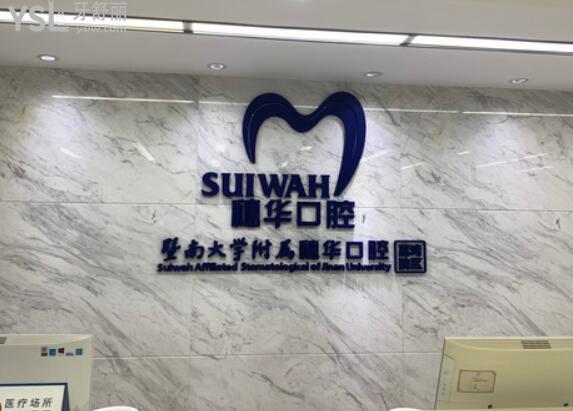 YSL 牙舒丽
SUIWAH
穗华口腔
暨南大学附属穗华口腔
Suiwah Affiliated Stomatological of Jinan University
医疗场所